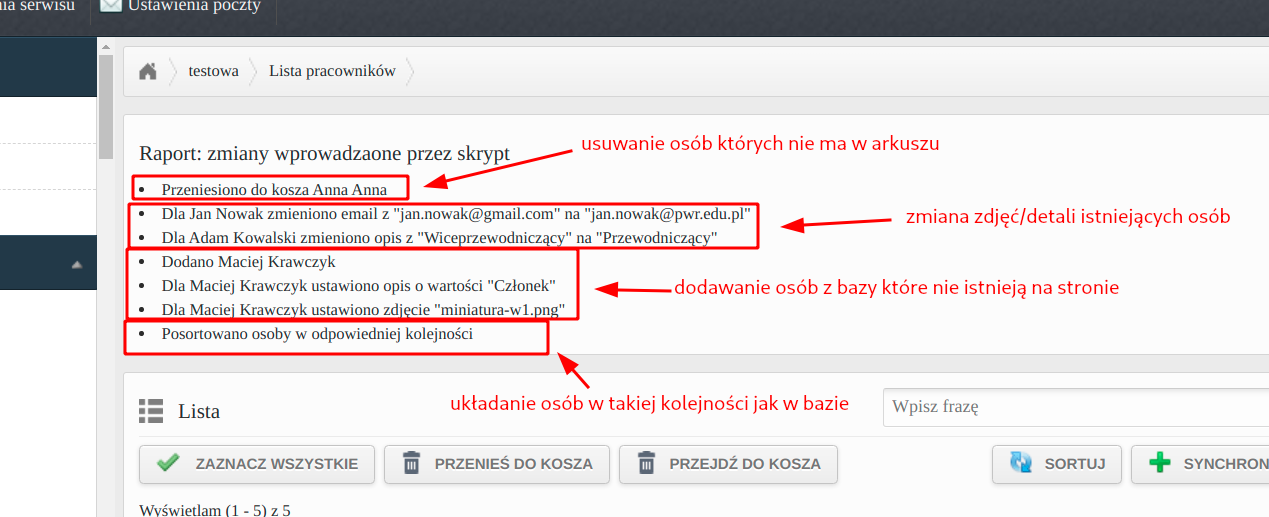 nia serwisu Ustawienia poczty
testowa Lista pracowników
Raport: zmiany wprowadzaone przez skrypt
usuwanie osób których nie ma w arkuszu
• Przeniesiono do kosza Anna Anna
• Dla Jan Nowak zmieniono email z "jan.nowak@gmail.com" na "jan.nowak@pwr.edu.pl"
zmiana zdjęć/detali istniejących osób
• Dla Adam Kowalski zmieniono opis z "Wiceprzewodniczący" na "Przewodniczący"
• Dodano Maciej Krawczyk
• Dla Maciej Krawczyk ustawiono opis o wartości "Członek"
dodawanie osób z bazy które nie istnieją na stronie
• Dla Maciej Krawczyk ustawiono zdjęcie "miniatura-w1.png"
• Posortowano osoby w odpowiedniej kolejności
układanie osób w takiej kolejności jak w bazie
Lista
Wpisz frazę
ZAZNACZ WSZYSTKIE PRZENIEŚ DO KOSZA PRZEJDŹ DO KOSZA SORTUJ SYNCHRON
Wyświetlam (1 - 5) z 5